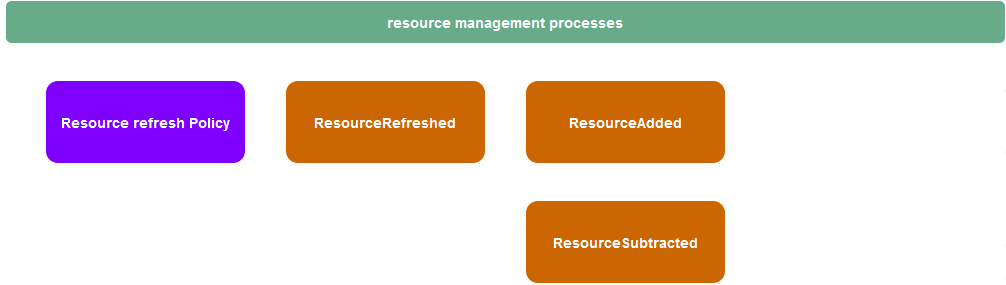 resource management processes
Resource refresh Policy
ResourceRefreshed
ResourceAdded
ResourceSubtracted